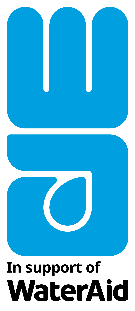 In support of
WaterAid